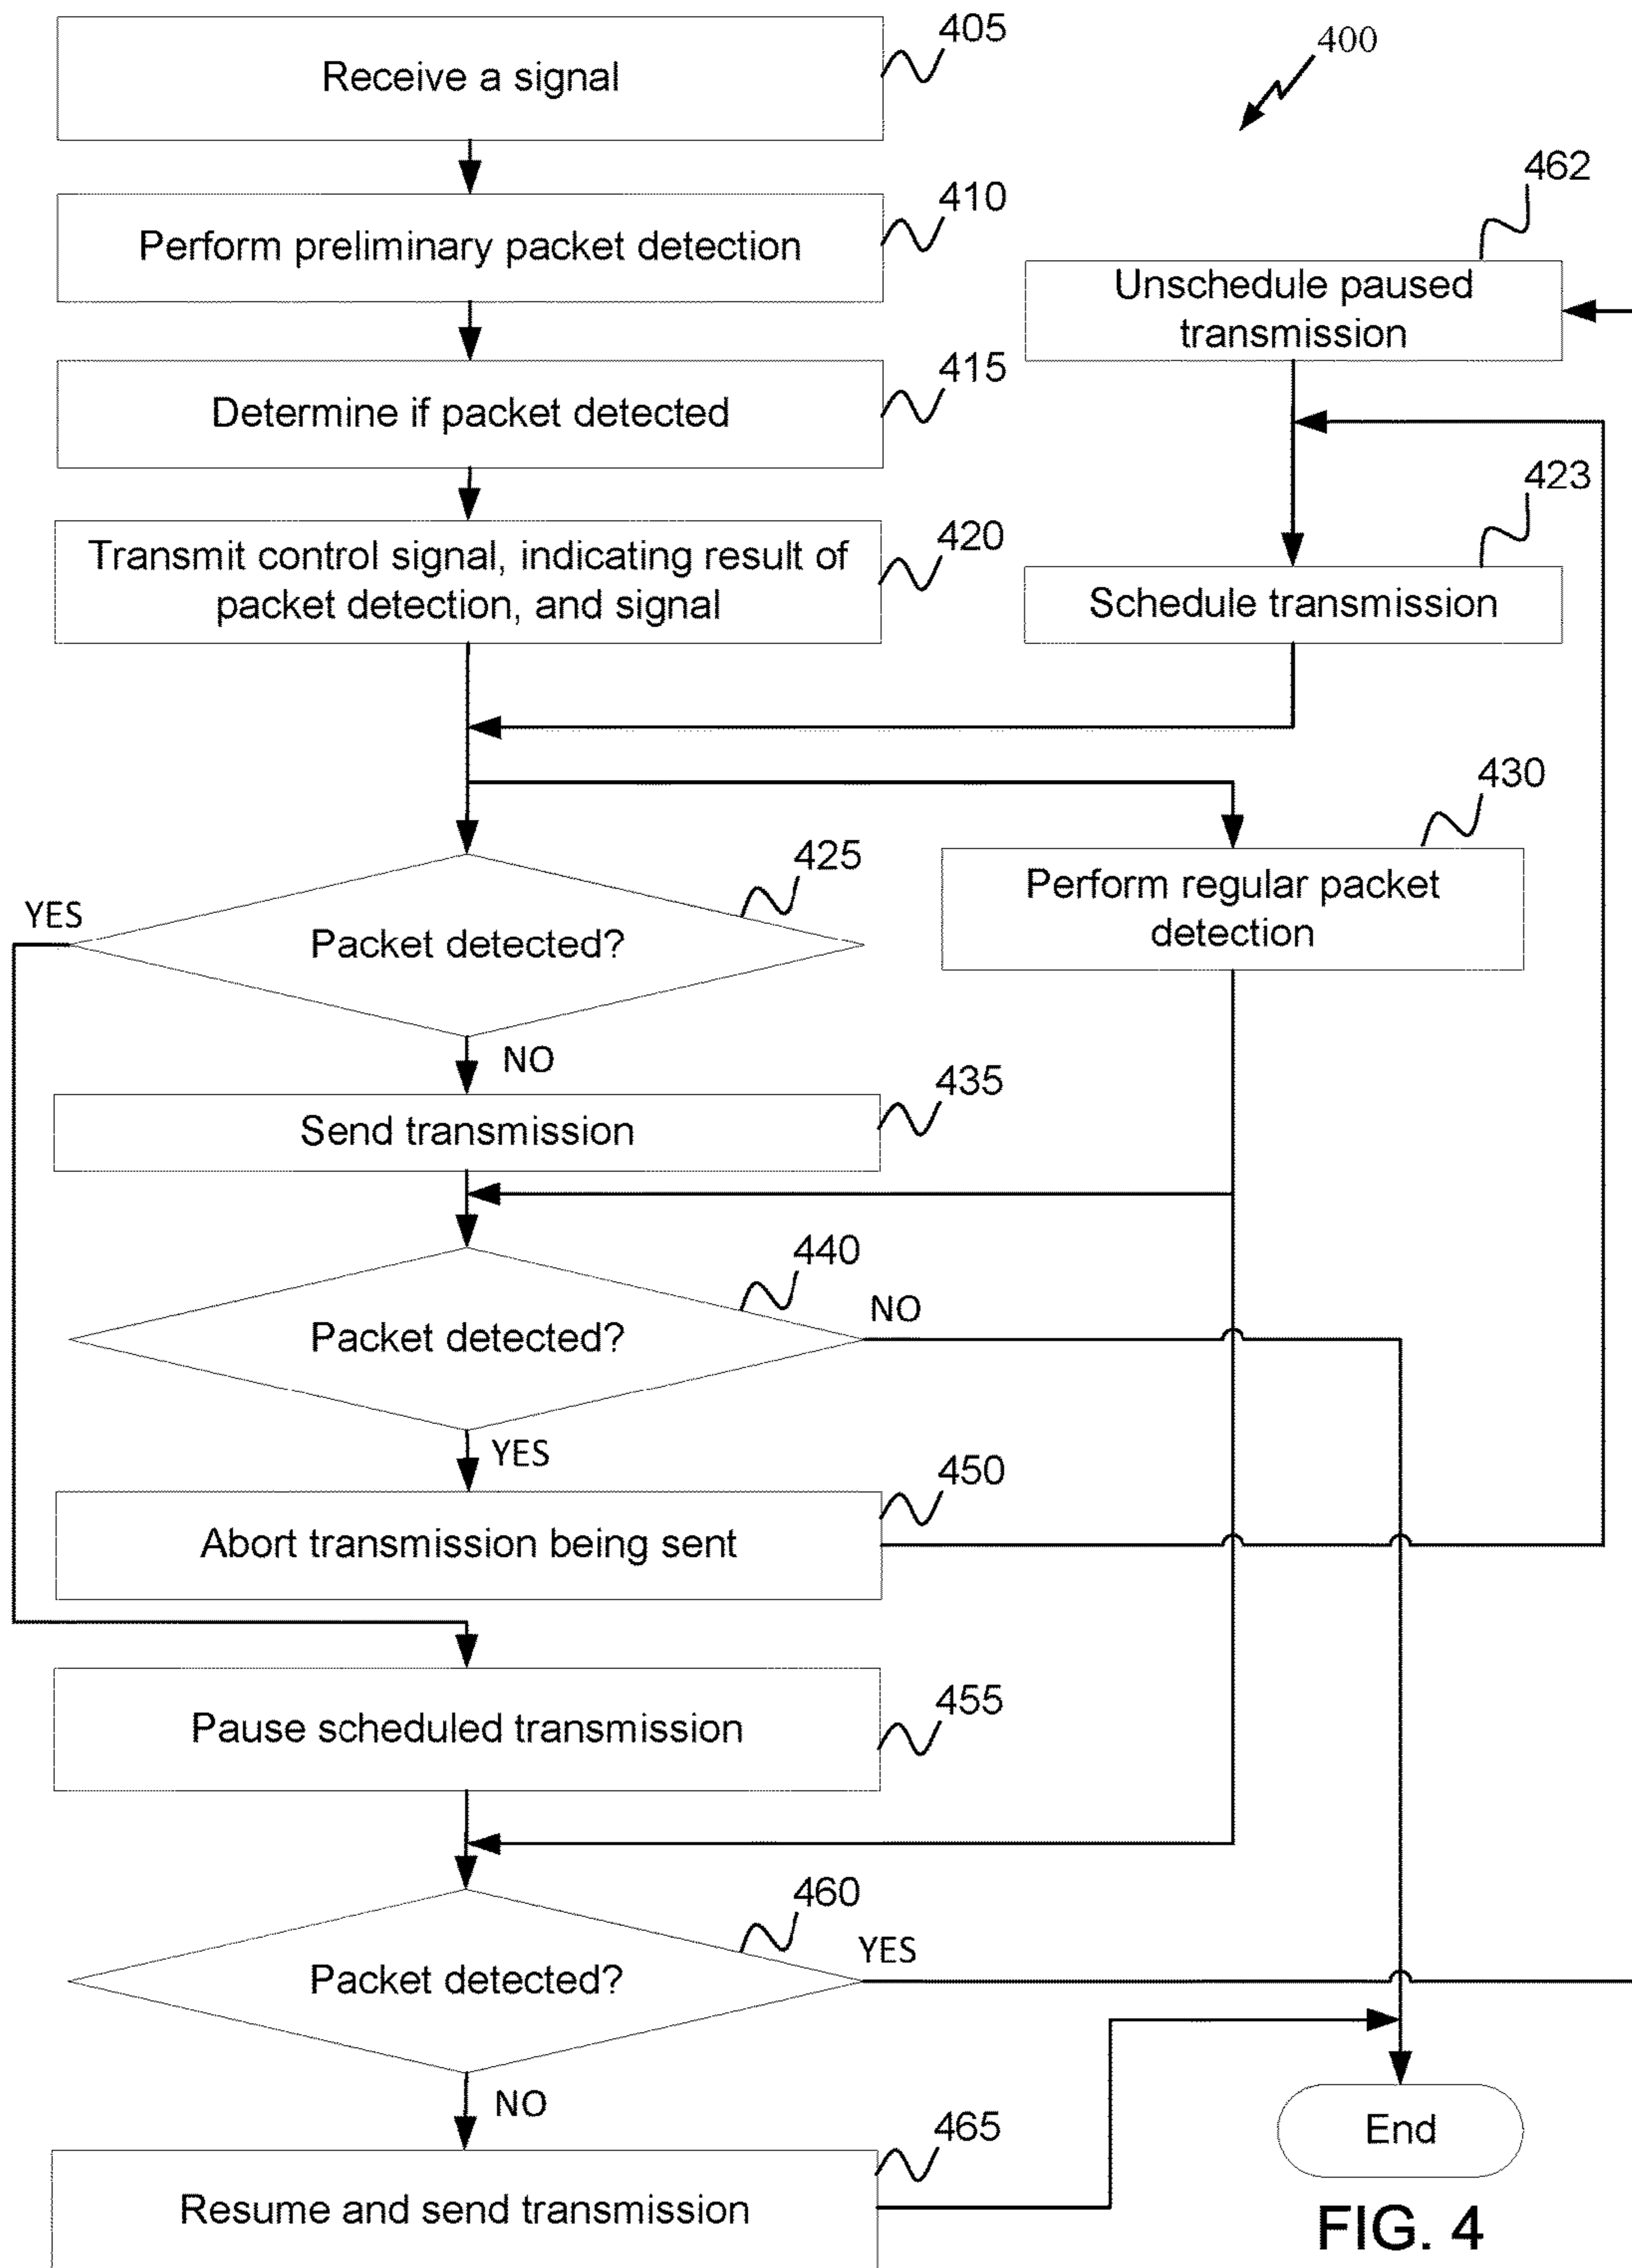 405
Receive a signal
400
410
Perform preliminary packet detection
462
Unschedule paused
transmission
415
Determine if packet detected
423
Schedule transmission
420
Transmit control signal, indicating result of
packet detection, and signal
430
Perform regular packet
detection
425
YES
Packet detected?
NO
435
Send transmission
440
NO
Packet detected?
YES
450
Abort transmission being sent
455
Pause scheduled transmission
460
YES
Packet detected?
NO
465
Resume and send transmission
End
FIG. 4